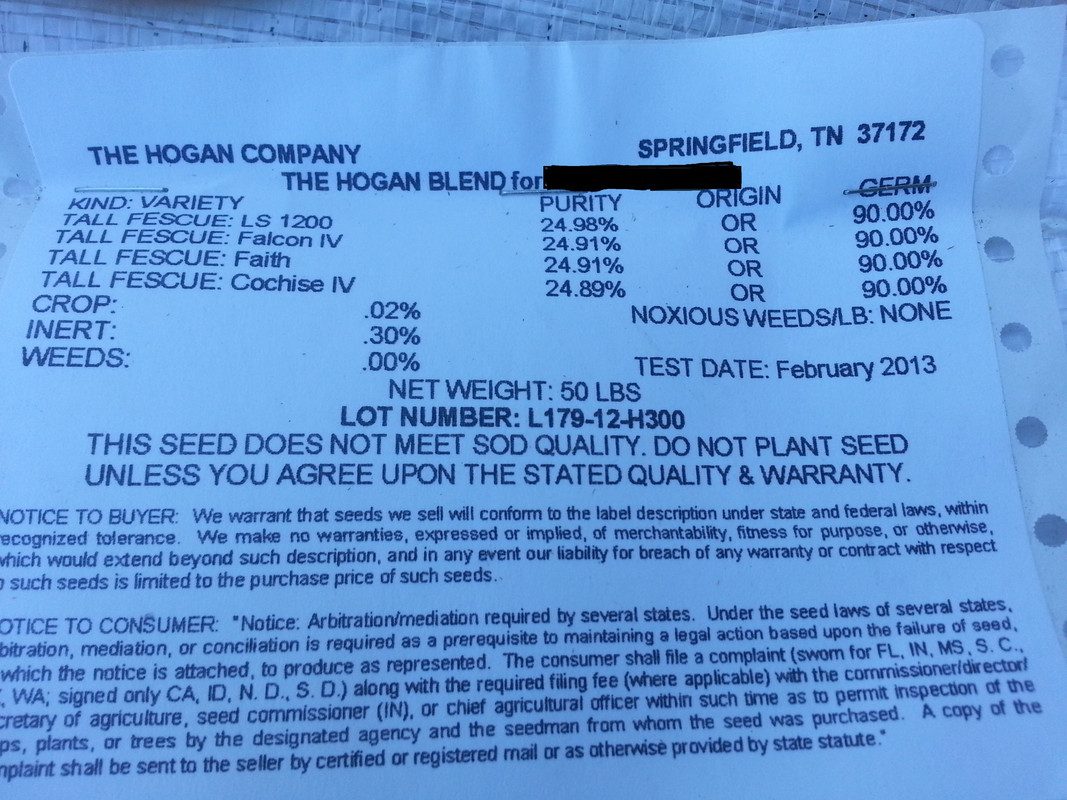 THE HOGAN COMPANY SPRINGFIELD, TN 37172
THE HOGAN BLEND for
KIND: VARIETY PURITY ORIGIN GERM
TALL FESCUE: LS 1200 24.98% OR 90.00%
TALL FESCUE: Falcon IV 24.91% OR 90.00%
TALL FESCUE: Faith 24.91% OR 90.00%
TALL FESCUE: Cochise IV 24.89% OR 90.00%
CROP: .02% NOXIOUS WEEDS/LB: NONE
INERT: .30%
WEEDS: .00% TEST DATE: February 2013
NET WEIGHT: 50 LBS
LOT NUMBER: L179-12-H300
THIS SEED DOES NOT MEET SOD QUALITY. DO NOT PLANT SEED
UNLESS YOU AGREE UPON THE STATED QUALITY & WARRANTY.
NOTICE TO BUYER: We warrant that seeds we sell will conform to the label description under state and federal laws, within
ecognized tolerance. We make no warranties, expressed or implied, of merchantability, fitness for purpose, or otherwise,
which would extend beyond such description, and in any event our liability for breach of any warranty or contract with respect
o such seeds is limited to the purchase price of such seeds.
OTICE TO CONSUMER: "Notice: Arbitration/mediation required by several states. Under the seed laws of several states,
bitration, mediation, or conciliation is required as a prerequisite to maintaining a legal action based upon the failure of seed,
which the notice is attached, to produce as represented. The consumer shall file a complaint (sworn for FL, IN, MS, S. C.,
, WA; signed only CA, ID, N. D., S. D.) along with the required filing fee (where applicable) with the commissioner/director/
cretary of agriculture, seed commissioner (IN), or chief agricultural officer within such time as to permit inspection of the
ps, plants, or trees by the designated agency and the seedman from whom the seed was purchased. A copy of the
mplaint shall be sent to the seller by certified or registered mail or as otherwise provided by state statute."